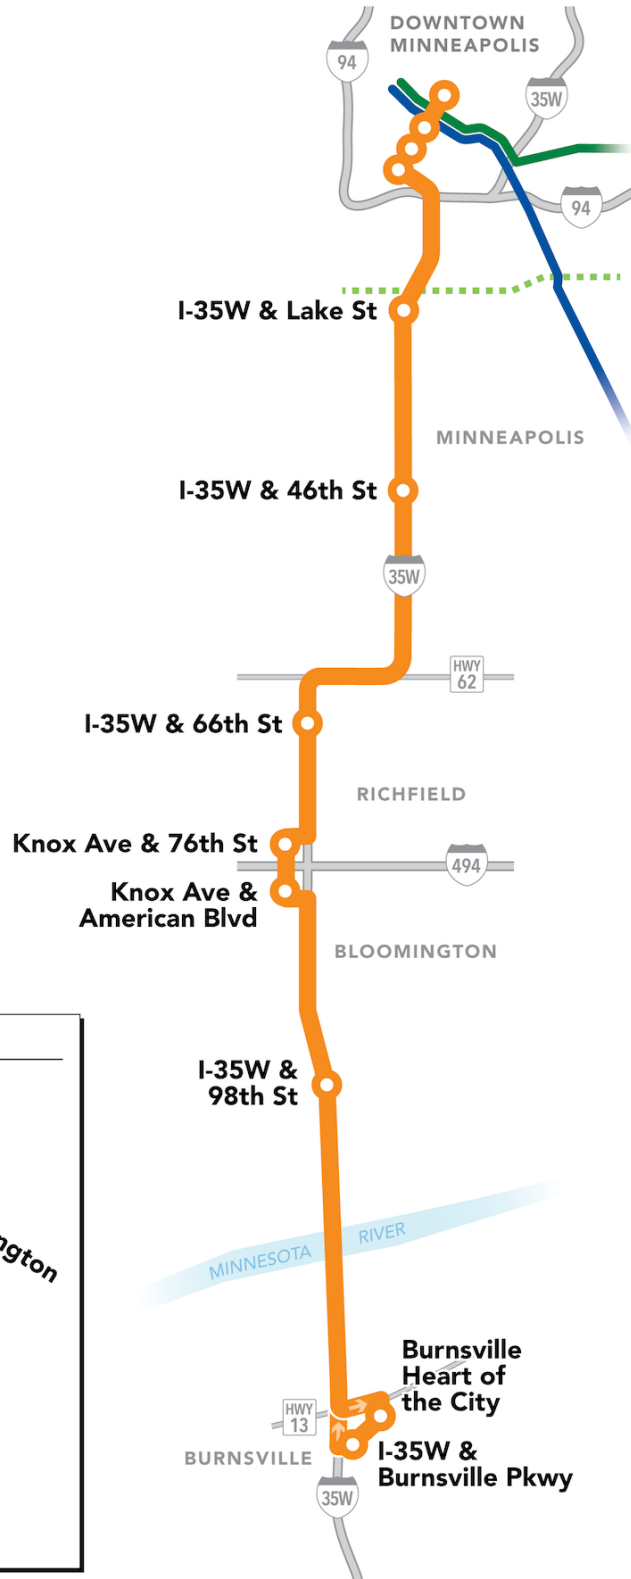 DOWNTOWN
MINNEAPOLIS
94
35W
94
I-35W & Lake St
MINNEAPOLIS
I-35W & 46th St
35W
HWY
62
I-35W & 66th St
RICHFIELD
Knox Ave & 76th St
494
Knox Ave &
American Blvd
BLOOMINGTON
I-35W &
98th St
ngton
MINNESOTA RIVER
Burnsville
Heart of
the City
HWY
13
I-35W &
Burnsville Pkwy
BURNSVILLE
35W